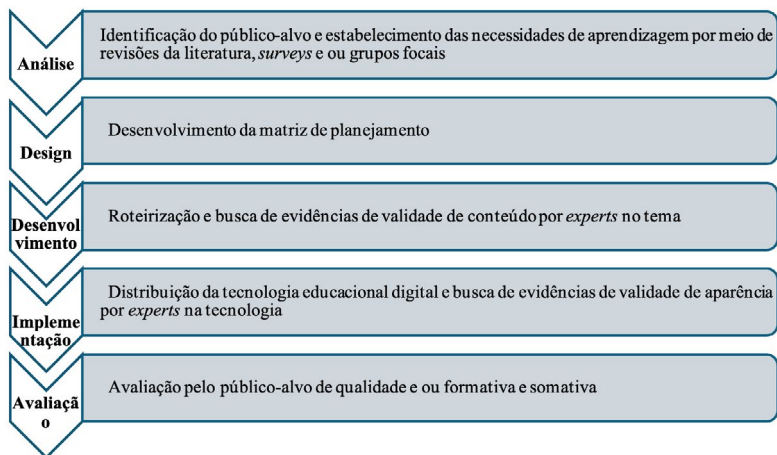 Análise
Identificação do público-alvo e estabelecimento das necessidades de aprendizagem por meio de
revisões da literatura, surveys e ou grupos focais
Design
Desenvolvimento da matriz de planejamento
Desenvol
vimento
Roteirização e busca de evidências de validade de conteúdo por experts no tema
Impleme
ntação
Distribuição da tecnologia educacional digital e busca de evidências de validade de aparência
por experts na tecnologia
Avaliaçã
o
Avaliação pelo público-alvo de qualidade e ou formativa e somativa